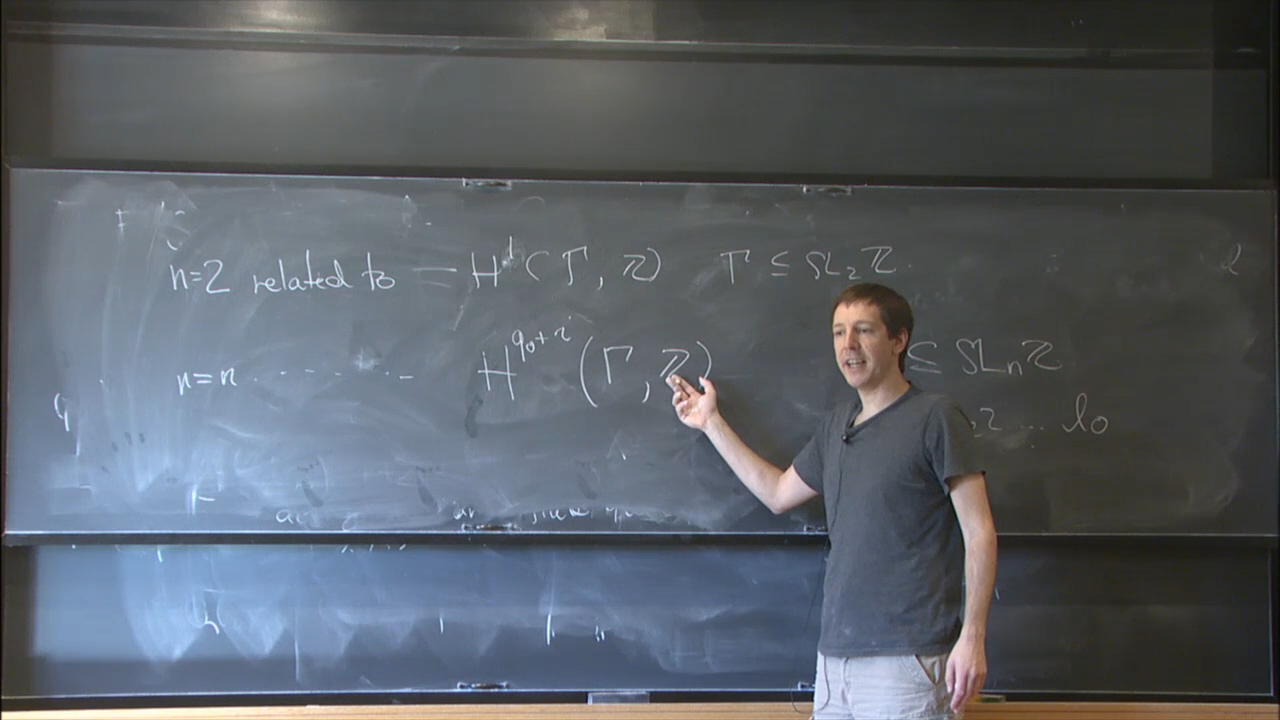 n=2 related to — H¹(Γ, ℤ) Γ ≤ SL₂ℤ.
n=n - - - - - - H^{q₀+i} (Γ, ℤ) ≤ SLₙℤ
... l₀